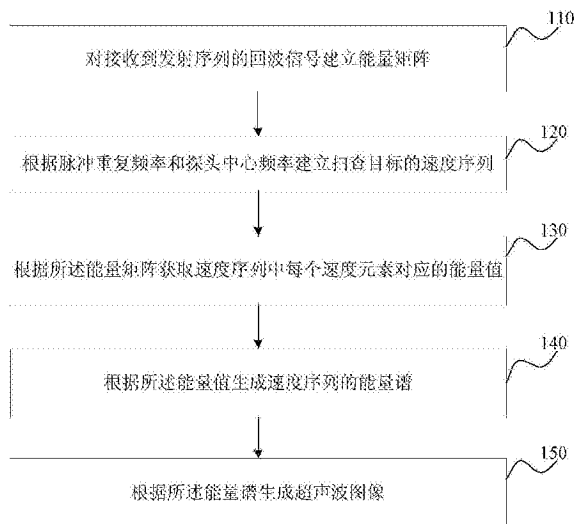 110
对接收到发射序列的回波信号建立能量矩阵
120
根据脉冲重复频率和探头中心频率建立扫查目标的速度序列
130
根据所述能量矩阵获取速度序列中每个速度元素对应的能量值
140
根据所述能量值生成速度序列的能量谱
150
根据所述能量谱生成超声波图像